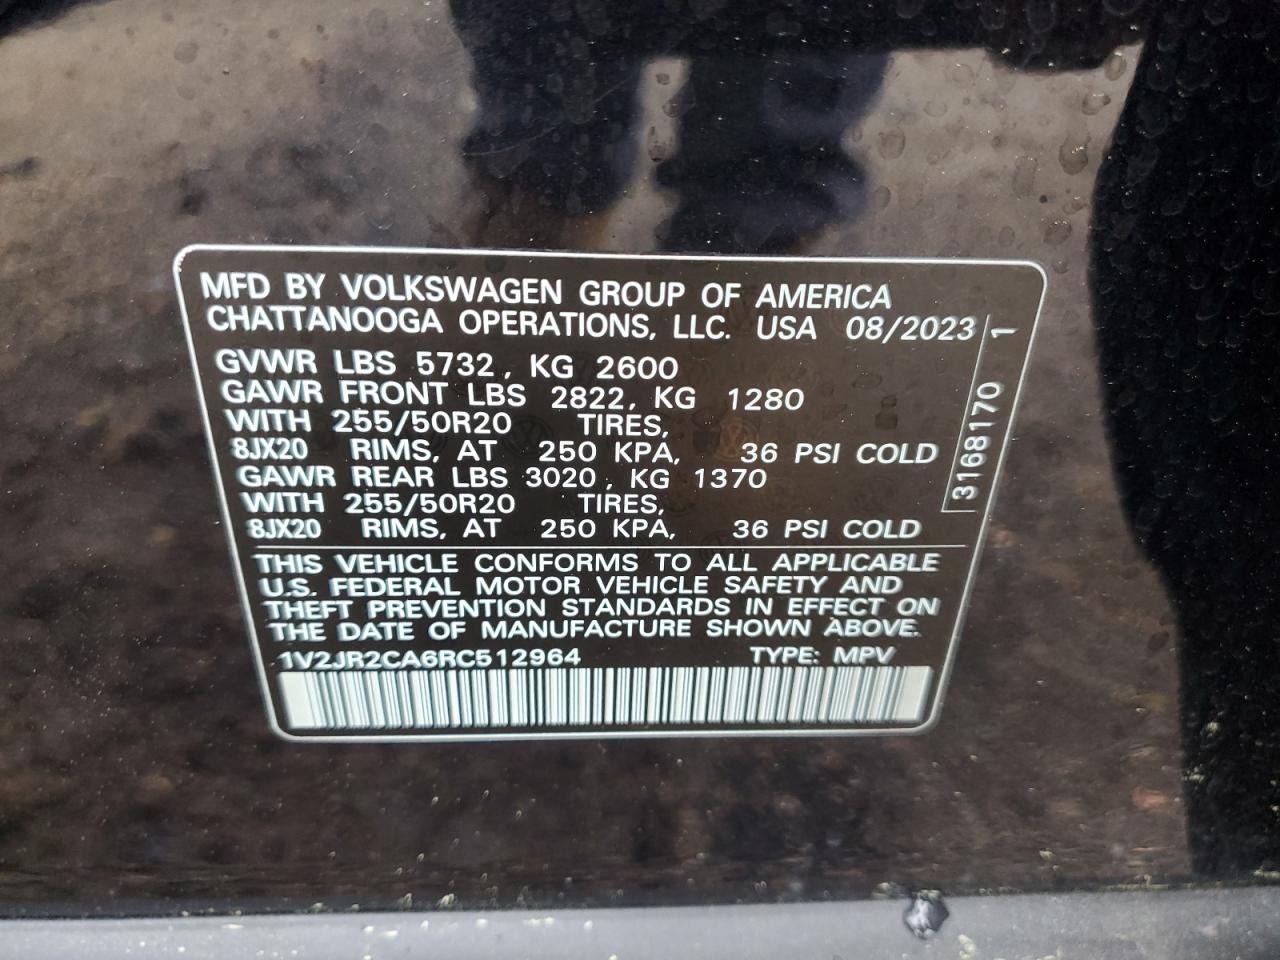 MFD BY VOLKSWAGEN GROUP OF AMERICA
CHATTANOOGA OPERATIONS, LLC. USA 08/2023
GVWR LBS 5732, KG 2600
GAWR FRONT LBS 2822, KG 1280
WITH 255/50R20 TIRES,
8JX20 RIMS, AT 250 KPA, 36 PSI COLD
GAWR REAR LBS 3020, KG 1370
WITH 255/50R20 TIRES,
8JX20 RIMS, AT 250 KPA, 36 PSI COLD
THIS VEHICLE CONFORMS TO ALL APPLICABLE
U.S. FEDERAL MOTOR VEHICLE SAFETY AND
THEFT PREVENTION STANDARDS IN EFFECT ON
THE DATE OF MANUFACTURE SHOWN ABOVE.
1V2JR2CA6RC512964 TYPE: MPV
3168170 1